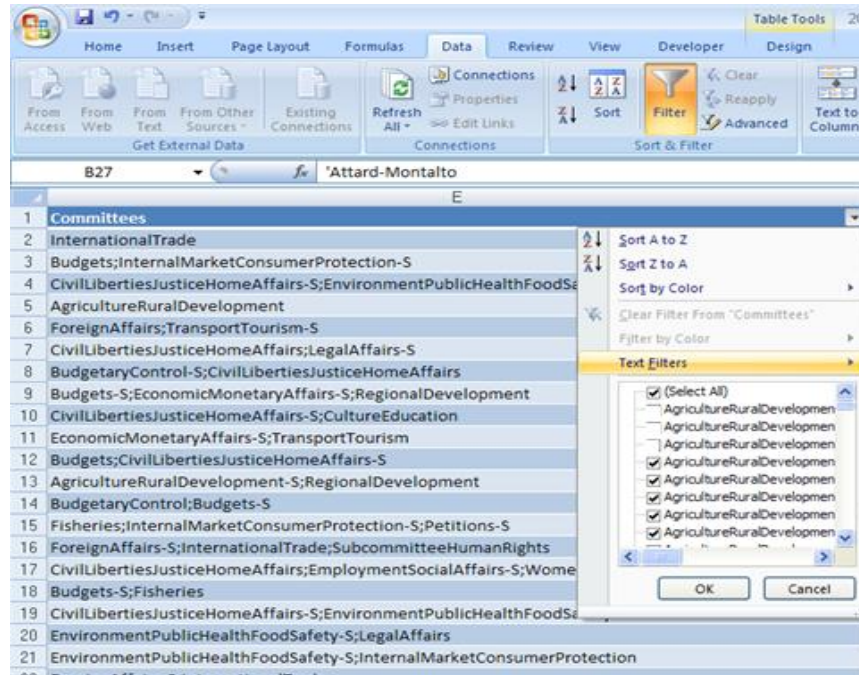 Table Tools
Home Insert Page Layout Formulas Data Review View Developer Design
From Access
From Web
From Text
From Other Sources
Existing Connections
Get External Data
Refresh All
Connections
Properties
Edit Links
Connections
Sort
Filter
Clear
Reapply
Advanced
Sort & Filter
Text to
Column
B27 fx 'Attard-Montalto
E
1 Committees
2 InternationalTrade
3 Budgets;InternalMarketConsumerProtection-S
4 CivilLibertiesJusticeHomeAffairs-S;EnvironmentPublicHealthFoodSa
5 AgricultureRuralDevelopment
6 ForeignAffairs;TransportTourism-S
7 CivilLibertiesJusticeHomeAffairs;LegalAffairs-S
8 BudgetaryControl-S;CivilLibertiesJusticeHomeAffairs
9 Budgets-S;EconomicMonetaryAffairs-S;RegionalDevelopment
10 CivilLibertiesJusticeHomeAffairs-S;CultureEducation
11 EconomicMonetaryAffairs-S;TransportTourism
12 Budgets;CivilLibertiesJusticeHomeAffairs-S
13 AgricultureRuralDevelopment-S;RegionalDevelopment
14 BudgetaryControl;Budgets-S
15 Fisheries;InternalMarketConsumerProtection-S;Petitions-S
16 ForeignAffairs-S;InternationalTrade;SubcommitteeHumanRights
17 CivilLibertiesJusticeHomeAffairs;EmploymentSocialAffairs-S;Wome
18 Budgets-S;Fisheries
19 CivilLibertiesJusticeHomeAffairs-S;EnvironmentPublicHealthFoodSa
20 EnvironmentPublicHealthFoodSafety-S;LegalAffairs
21 EnvironmentPublicHealthFoodSafety-S;InternalMarketConsumerProtection
Sort A to Z
Sort Z to A
Sort by Color
Clear Filter From "Committees"
Filter by Color
Text Filters
(Select All)
AgricultureRuralDevelopmen
AgricultureRuralDevelopmen
AgricultureRuralDevelopmen
AgricultureRuralDevelopmen
AgricultureRuralDevelopmen
AgricultureRuralDevelopmen
AgricultureRuralDevelopmen
AgricultureRuralDevelopmen
OK Cancel